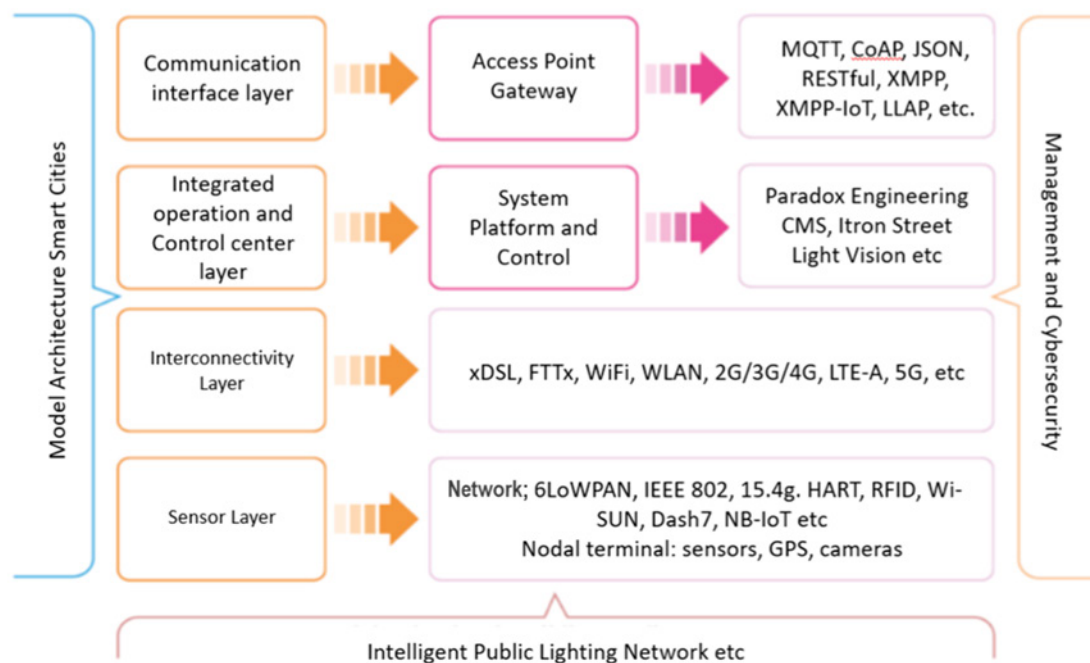 Model Architecture Smart Cities
Communication
interface layer
Access Point
Gateway
MQTT, CoAP, JSON,
RESTful, XMPP,
XMPP-IoT, LLAP, etc.
Integrated
operation and
Control center
layer
System
Platform and
Control
Paradox Engineering
CMS, Itron Street
Light Vision etc
Interconnectivity
Layer
xDSL, FTTx, WiFi, WLAN, 2G/3G/4G, LTE-A, 5G, etc
Sensor Layer
Network; 6LoWPAN, IEEE 802, 15.4g. HART, RFID, Wi-
SUN, Dash7, NB-IoT etc
Nodal terminal: sensors, GPS, cameras
Management and Cybersecurity
Intelligent Public Lighting Network etc